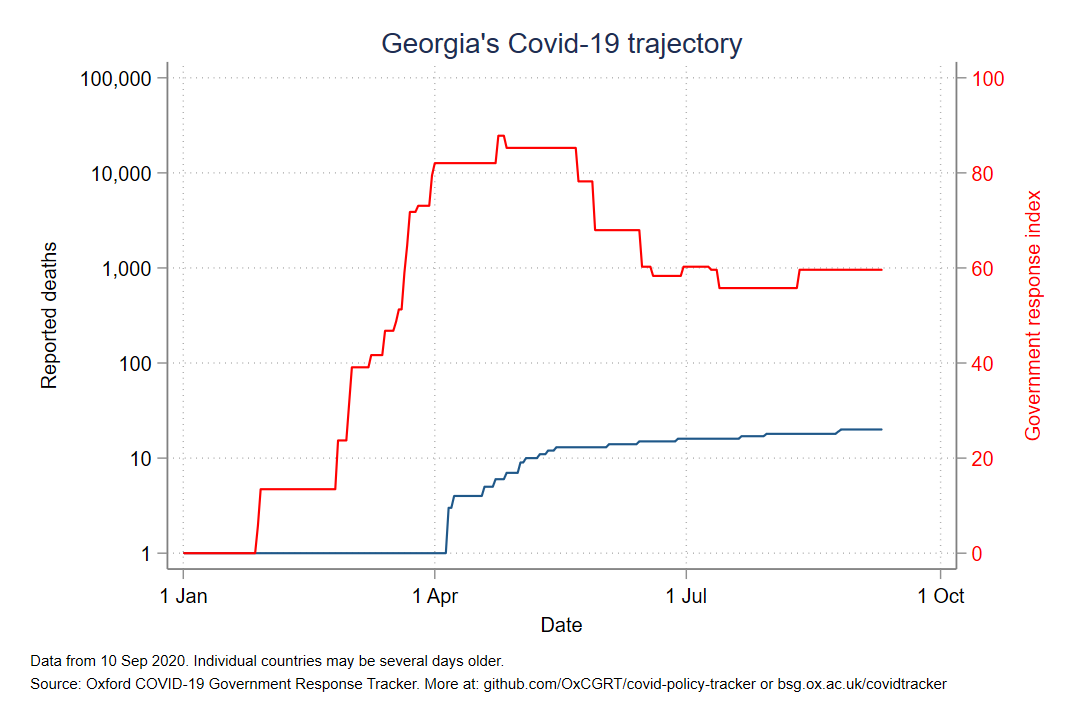 Georgia's Covid-19 trajectory
100,000
10,000
1,000
100
10
1
Reported deaths
100
80
60
40
20
0
Government response index
1 Jan
1 Apr
1 Jul
1 Oct
Date
Data from 10 Sep 2020. Individual countries may be several days older.
Source: Oxford COVID-19 Government Response Tracker. More at: github.com/OxCGRT/covid-policy-tracker or bsg.ox.ac.uk/covidtracker